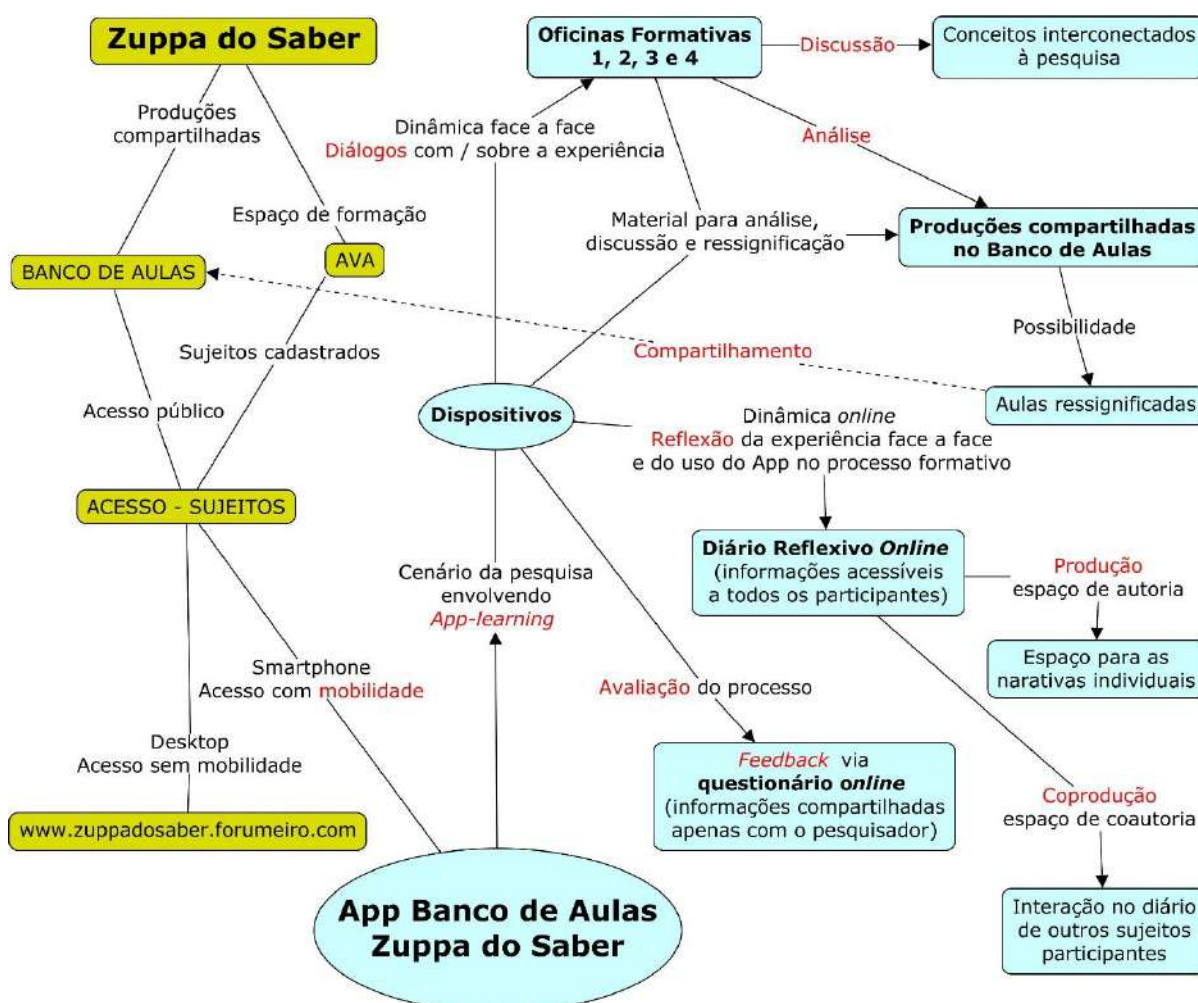 Zuppa do Saber
Produções
compartilhadas
Espaço de formação
BANCO DE AULAS
AVA
Sujeitos cadastrados
Acesso público
ACESSO - SUJEITOS
Smartphone
Acesso com mobilidade
Desktop
Acesso sem mobilidade
www.zuppadosaber.forumeiro.com
App Banco de Aulas
Zuppa do Saber
Cenário da pesquisa
envolvendo
App-learning
Dispositivos
Dinâmica face a face
Diálogos com / sobre a experiência
Oficinas Formativas
1, 2, 3 e 4
Discussão
Conceitos interconectados
à pesquisa
Análise
Material para análise,
discussão e ressignificação
Produções compartilhadas
no Banco de Aulas
Possibilidade
Aulas ressignificadas
Compartilhamento
Dinâmica online
Reflexão da experiência face a face
e do uso do App no processo formativo
Diário Reflexivo Online
(informações acessíveis
a todos os participantes)
Produção
espaço de autoria
Espaço para as
narrativas individuais
Coprodução
espaço de coautoria
Interação no diário
de outros sujeitos
participantes
Avaliação do processo
Feedback via
questionário online
(informações compartilhadas
apenas com o pesquisador)